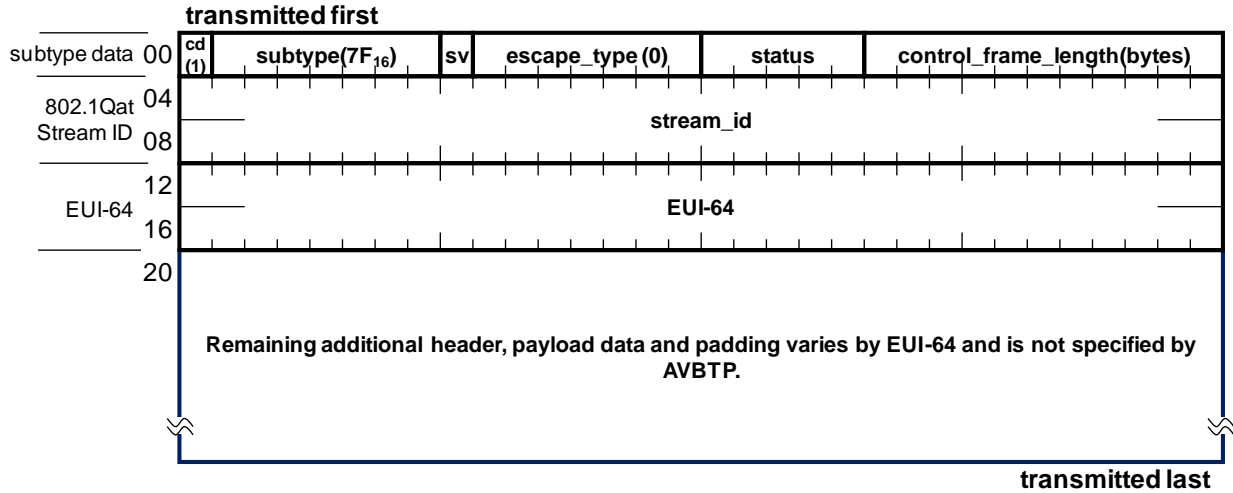 transmitted first
subtype data 00 cd (1) subtype(7F₁₆) sv escape_type (0) status control_frame_length(bytes)
802.1Qat Stream ID 04
08
stream_id
EUI-64 12
16
EUI-64
20
Remaining additional header, payload data and padding varies by EUI-64 and is not specified by
AVBTP.
transmitted last